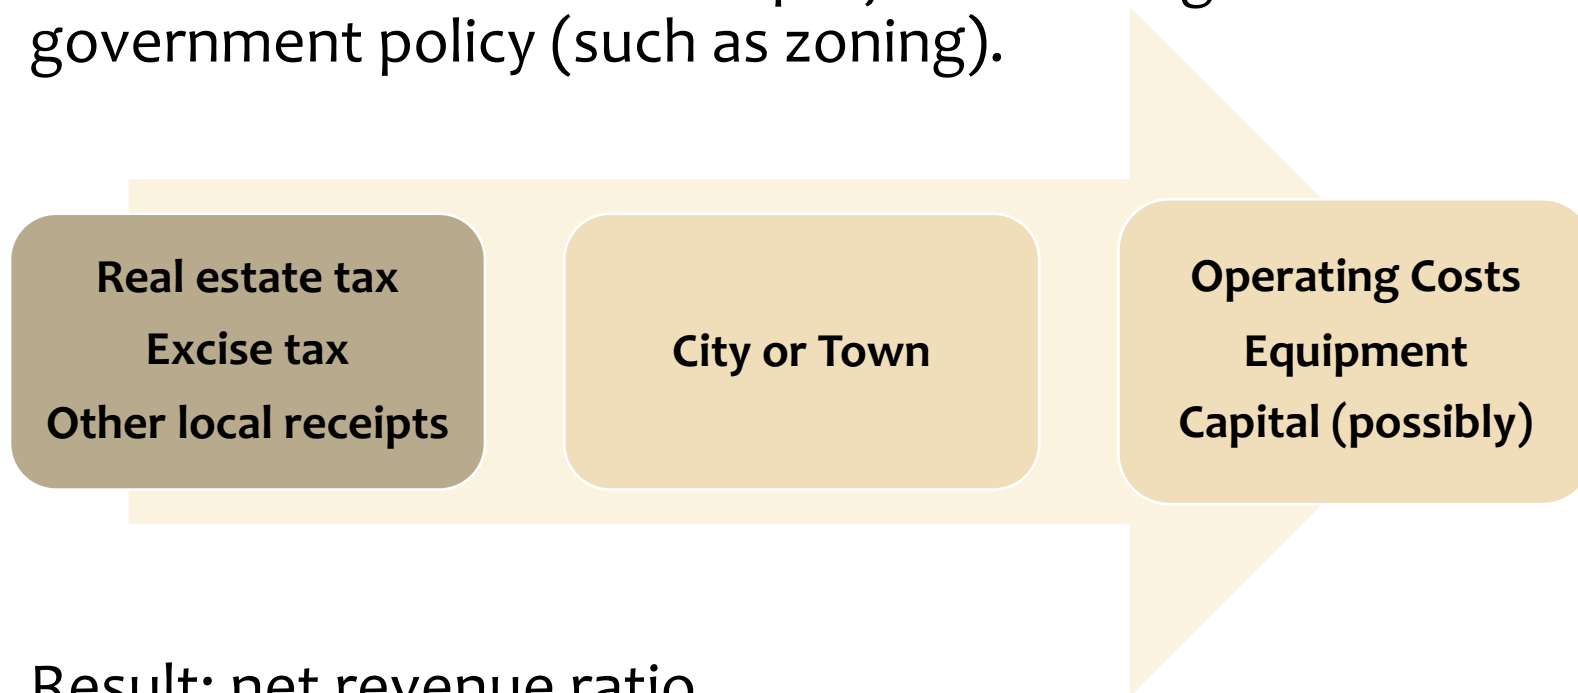 government policy (such as zoning).
Real estate tax
Excise tax
Other local receipts
City or Town
Operating Costs
Equipment
Capital (possibly)
Result: net revenue ratio